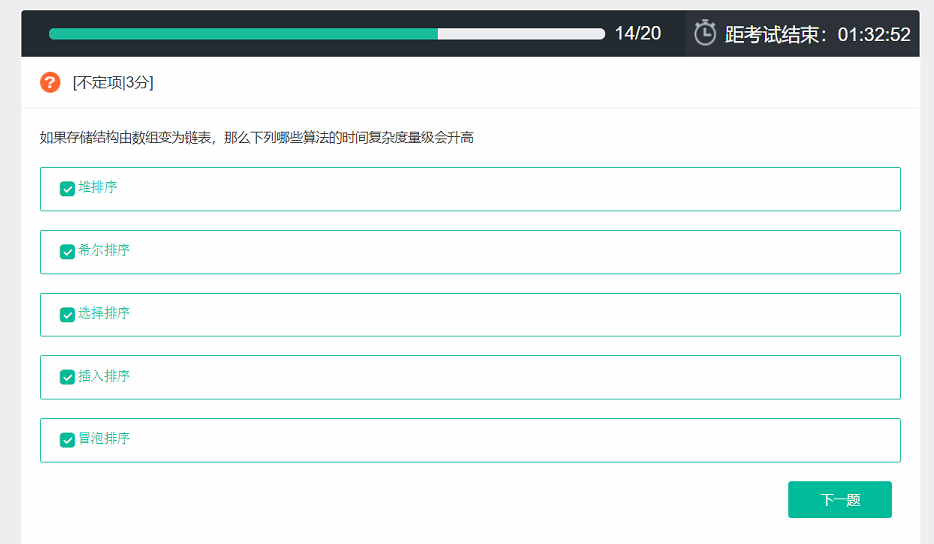 14/20
距考试结束：01:32:52
? [不定项|3分]
如果存储结构由数组变为链表，那么下列哪些算法的时间复杂度量级会升高
堆排序
希尔排序
选择排序
插入排序
冒泡排序
下一题